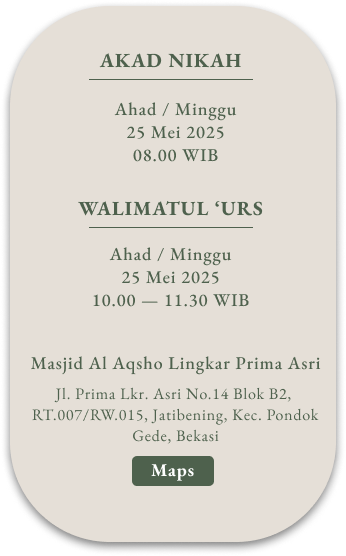 AKAD NIKAH
Ahad / Minggu
25 Mei 2025
08.00 WIB
WALIMATUL ‘URS
Ahad / Minggu
25 Mei 2025
10.00 — 11.30 WIB
Masjid Al Aqsho Lingkar Prima Asri
Jl. Prima Lkr. Asri No.14 Blok B2,
RT.007/RW.015, Jatibening, Kec. Pondok
Gede, Bekasi
Maps